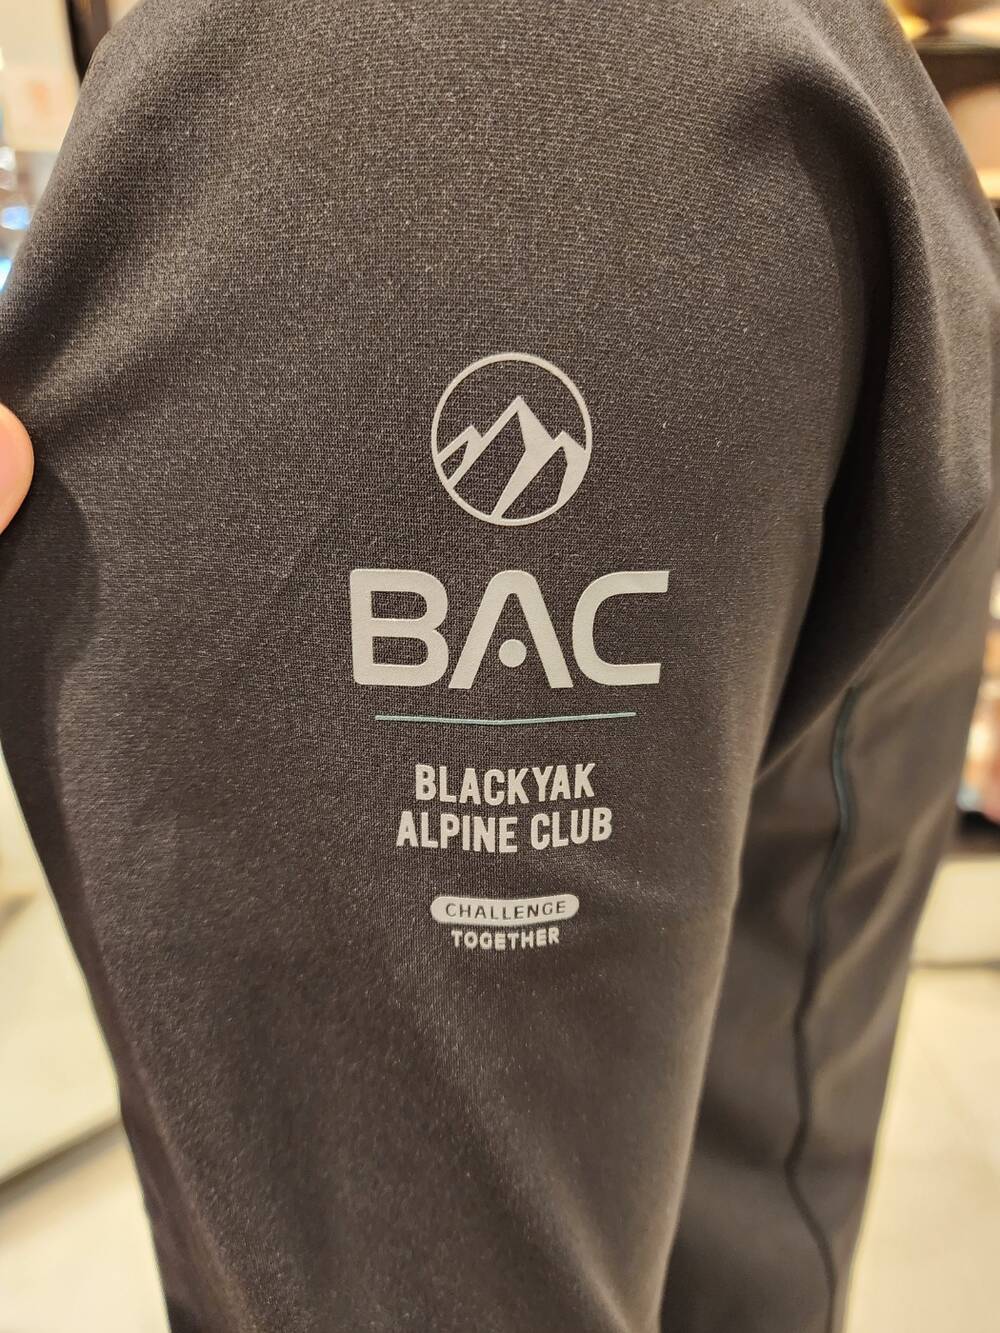 BAC
BLACKYAK
ALPINE CLUB
CHALLENGE
TOGETHER